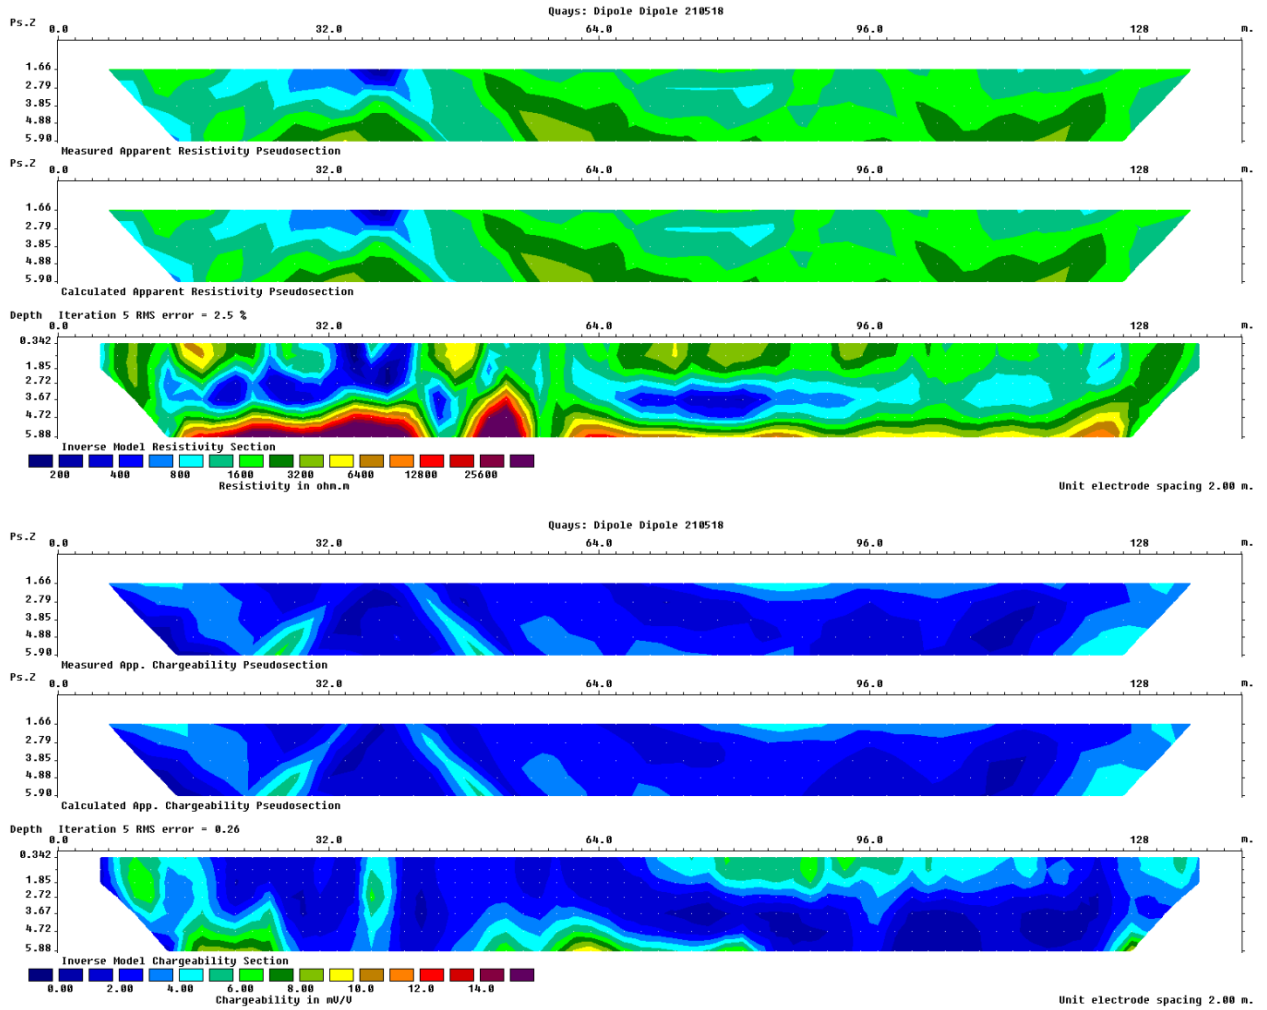 Quays: Dipole Dipole 210518
Ps.Z 0.0 32.0 64.0 96.0 128 m.
1.66
2.79
3.85
4.88
5.90
Measured Apparent Resistivity Pseudosection
Ps.Z 0.0 32.0 64.0 96.0 128 m.
1.66
2.79
3.85
4.88
5.90
Calculated Apparent Resistivity Pseudosection
Depth Iteration 5 RMS error = 2.5 %
0.0 32.0 64.0 96.0 128 m.
0.342
1.85
2.72
3.67
4.72
5.88
Inverse Model Resistivity Section
200 400 800 1600 3200 6400 12800 25600
Resistivity in ohm.m
Unit electrode spacing 2.00 m.
Quays: Dipole Dipole 210518
Ps.Z 0.0 32.0 64.0 96.0 128 m.
1.66
2.79
3.85
4.88
5.90
Measured App. Chargeability Pseudosection
Ps.Z 0.0 32.0 64.0 96.0 128 m.
1.66
2.79
3.85
4.88
5.90
Calculated App. Chargeability Pseudosection
Depth Iteration 5 RMS error = 0.26
0.0 32.0 64.0 96.0 128 m.
0.342
1.85
2.72
3.67
4.72
5.88
Inverse Model Chargeability Section
0.00 2.00 4.00 6.00 8.00 10.0 12.0 14.0
Chargeability in mV/V
Unit electrode spacing 2.00 m.